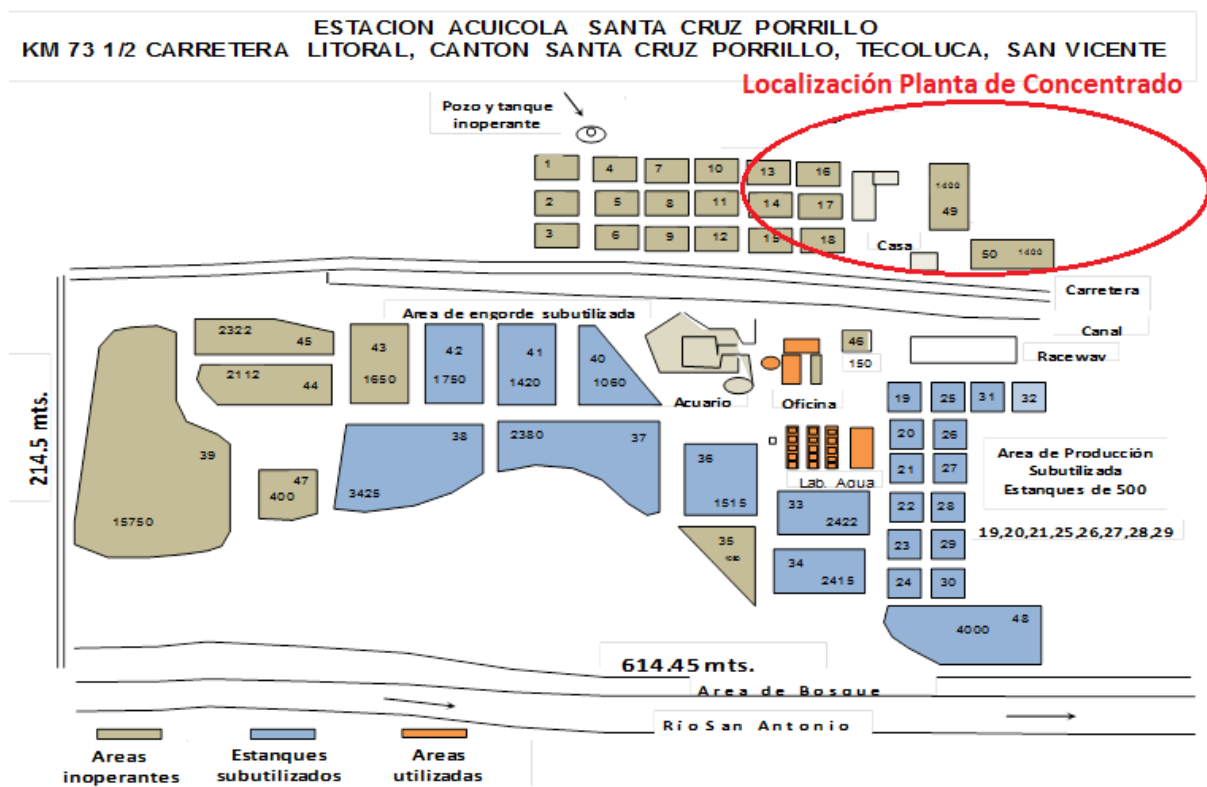 ESTACION ACUICOLA SANTA CRUZ PORRILLO
KM 73 1/2 CARRETERA LITORAL, CANTON SANTA CRUZ PORRILLO, TECOLUCA, SAN VICENTE
Localización Planta de Concentrado
Pozo y tanque
inoperante
1 4 7 10 13 16
2 5 8 11 14 17
3 6 9 12 15 18
1400
49
Casa
50 1400
Carretera
Canal
Raceway
Area de engorde subutilizada
2322 45
2112 44
43
1650
42
1750
41
1420
40
1060
Acuario
Oficina
46
150
214.5 mts.
39
15750
47
400
38
3425
2380 37
36
1515
35
Lab. Agua
33
2422
34
2415
19 25 31 32
20 26
21 27
22 28
23 29
24 30
Area de Producción
Subutilizada
Estanques de 500
19,20,21,25,26,27,28,29
48
4000
614.45 mts.
Area de Bosque
Río San Antonio
Areas
inoperantes
Estanques
subutilizados
Areas
utilizadas